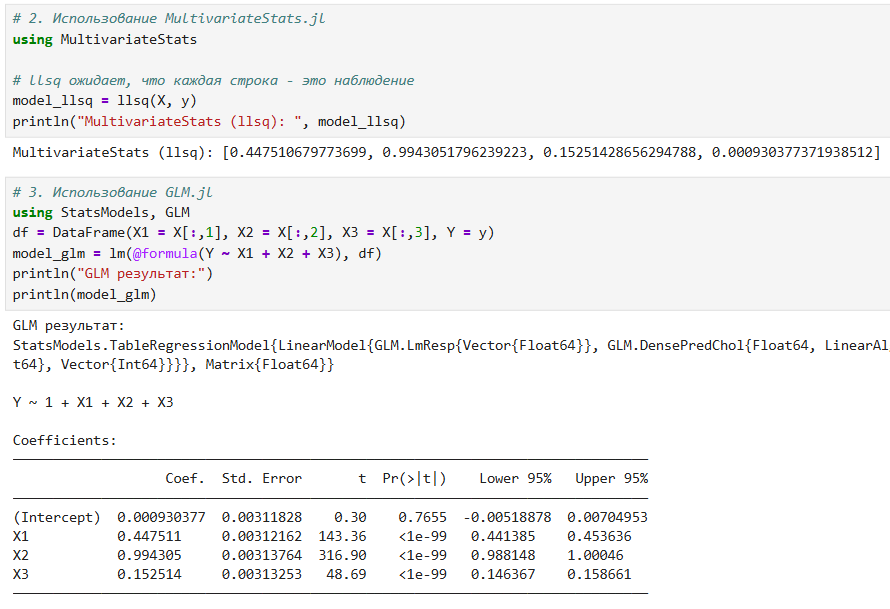 # 2. Использование MultivariateStats.jl
using MultivariateStats
# llsq ожидает, что каждая строка - это наблюдение
model_llsq = llsq(X, y)
println("MultivariateStats (llsq): ", model_llsq)
MultivariateStats (llsq): [0.447510679773699, 0.9943051796239223, 0.15251428656294788, 0.000930377371938512]
# 3. Использование GLM.jl
using StatsModels, GLM
df = DataFrame(X1 = X[:,1], X2 = X[:,2], X3 = X[:,3], Y = y)
model_glm = lm(@formula(Y ~ X1 + X2 + X3), df)
println("GLM результат:")
println(model_glm)
GLM результат:
StatsModels.TableRegressionModel{LinearModel{GLM.LmResp{Vector{Float64}}, GLM.DensePredChol{Float64, LinearAl
t64}, Vector{Int64}}}}, Matrix{Float64}}
Y ~ 1 + X1 + X2 + X3
Coefficients:
Coef. Std. Error t Pr(>|t|) Lower 95% Upper 95%
(Intercept) 0.000930377 0.00311828 0.30 0.7655 -0.00518878 0.00704953
X1 0.447511 0.00312162 143.36 <1e-99 0.441385 0.453636
X2 0.994305 0.00313764 316.90 <1e-99 0.988148 1.00046
X3 0.152514 0.00313253 48.69 <1e-99 0.146367 0.158661